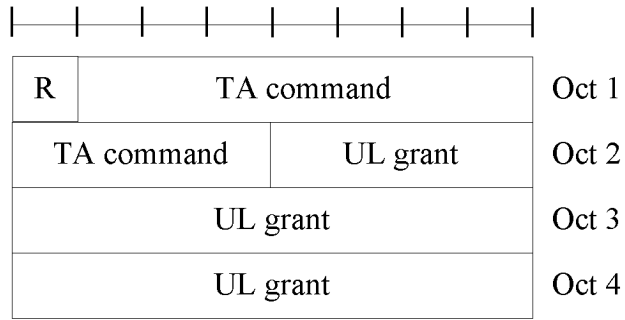 R TA command Oct 1
TA command UL grant Oct 2
UL grant Oct 3
UL grant Oct 4